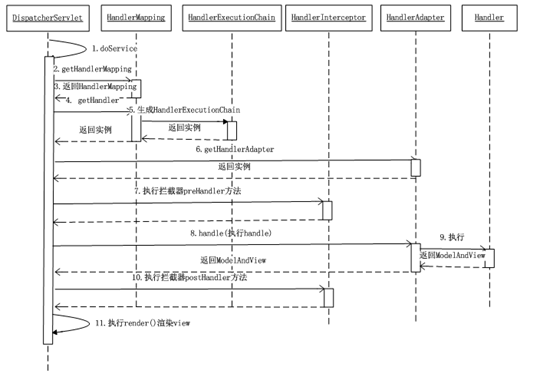 DispatcherServlet HandlerMapping HandlerExecutionChain HandlerInterceptor HandlerAdapter Handler
1.doService
2.getHandlerMapping
3.返回HandlerMapping
4. getHandler
5.生成HandlerExecutionChain
返回实例 返回实例
6.getHandlerAdapter
返回实例
7.执行拦截器preHandler方法
8.handle(执行handle)
9.执行
返回ModelAndView 返回ModelAndView
10.执行拦截器postHandler方法
11.执行render()渲染view